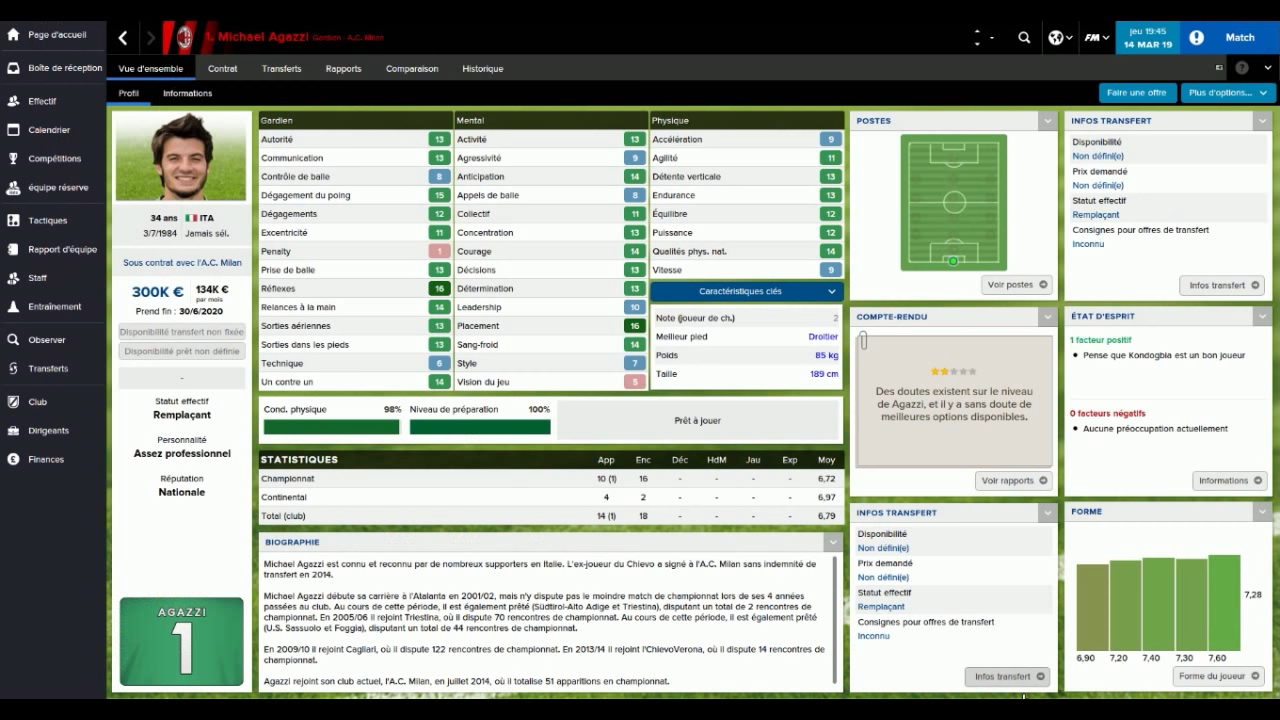 Page d'accueil
Boîte de réception
Effectif
Calendrier
Compétitions
équipe réserve
Tactiques
Rapport d'équipe
Staff
Entraînement
Observer
Transferts
Club
Dirigeants
Finances
1. Michael Agazzi Gardien - A.C. Milan
-
FM
jeu 19:45
14 MAR 19
Match
Vue d'ensemble Contrat Transferts Rapports Comparaison Historique
Profil Informations
Faire une offre Plus d'options...
34 ans ITA
3/7/1984 Jamais sél.
Sous contrat avec l'A.C. Milan
300K € 134K €
par mois
Prend fin : 30/6/2020
Disponibilité transfert non fixée
Disponibilité prêt non définie
-
Statut effectif
Remplaçant
Personnalité
Assez professionnel
Réputation
Nationale
AGAZZI
1
Gardien
Autorité 13
Communication 13
Contrôle de balle 8
Dégagement du poing 15
Dégagements 12
Excentricité 11
Penalty 1
Prise de balle 13
Réflexes 16
Relances à la main 14
Sorties aériennes 13
Sorties dans les pieds 13
Technique 6
Un contre un 14
Mental
Activité 13
Agressivité 9
Anticipation 14
Appels de balle 8
Collectif 11
Concentration 13
Courage 14
Décisions 13
Détermination 13
Leadership 10
Placement 16
Sang-froid 14
Style 7
Vision du jeu 5
Physique
Accélération 9
Agilité 11
Détente verticale 13
Endurance 13
Équilibre 12
Puissance 12
Qualités phys. nat. 14
Vitesse 9
Caractéristiques clés
Note (joueur de ch.) 2
Meilleur pied Droitier
Poids 85 kg
Taille 189 cm
Cond. physique 98% Niveau de préparation 100%
Prêt à jouer
STATISTIQUES App Enc Déc HdM Jau Exp Moy
Championnat 10 (1) 16 - - - - 6,72
Continental 4 2 - - - - 6,97
Total (club) 14 (1) 18 - - - - 6,79
BIOGRAPHIE
Michael Agazzi est connu et reconnu par de nombreux supporters en Italie. L'ex-joueur du Chievo a signé à l'A.C. Milan sans indemnité de
transfert en 2014.
Michael Agazzi débute sa carrière à l'Atalanta en 2001/02, mais n'y dispute pas le moindre match de championnat lors de ses 4 années
passées au club. Au cours de cette période, il est également prêté (Südtirol-Alto Adige et Triestina), disputant un total de 2 rencontres de
championnat. En 2005/06 il rejoint Triestina, où il dispute 70 rencontres de championnat. Au cours de cette période, il est également prêté
(U.S. Sassuolo et Foggia), disputant un total de 44 rencontres de championnat.
En 2009/10 il rejoint Cagliari, où il dispute 122 rencontres de championnat. En 2013/14 il rejoint l'ChievoVerona, où il dispute 14 rencontres de
championnat.
Agazzi rejoint son club actuel, l'A.C. Milan, en juillet 2014, où il totalise 51 apparitions en championnat.
POSTES
Voir postes
COMPTE-RENDU
Des doutes existent sur le niveau
de Agazzi, et il y a sans doute de
meilleures options disponibles.
Voir rapports
INFOS TRANSFERT
Disponibilité
Non défini(e)
Prix demandé
Non défini(e)
Statut effectif
Remplaçant
Consignes pour offres de transfert
Inconnu
Infos transfert
INFOS TRANSFERT
Disponibilité
Non défini(e)
Prix demandé
Non défini(e)
Statut effectif
Remplaçant
Consignes pour offres de transfert
Inconnu
Infos transfert
ÉTAT D'ESPRIT
1 facteur positif
• Pense que Kondogbia est un bon joueur
0 facteurs négatifs
• Aucune préoccupation actuellement
Informations
FORME
7,28
6,90 7,20 7,40 7,30 7,60
Forme du joueur